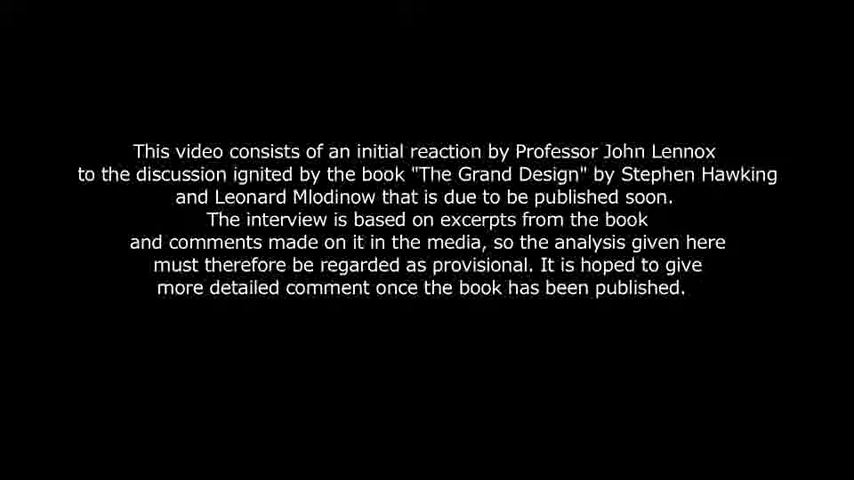 This video consists of an initial reaction by Professor John Lennox
to the discussion ignited by the book "The Grand Design" by Stephen Hawking
and Leonard Mlodinow that is due to be published soon.
The interview is based on excerpts from the book
and comments made on it in the media, so the analysis given here
must therefore be regarded as provisional. It is hoped to give
more detailed comment once the book has been published.